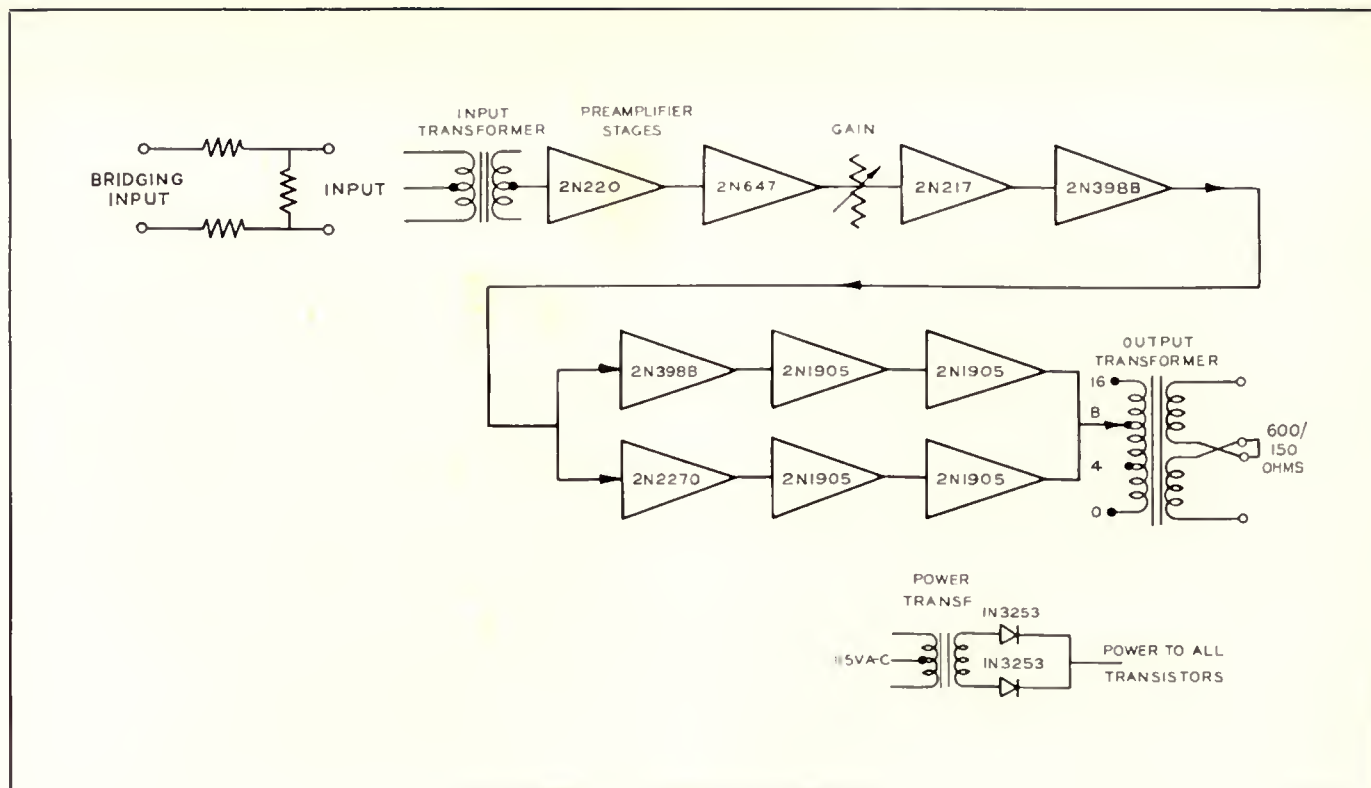 INPUT
TRANSFORMER
PREAMPLIFIER
STAGES
GAIN
BRIDGING
INPUT
INPUT
2N220
2N647
2N217
2N398B
2N398B
2N1905
2N1905
2N2270
2N1905
2N1905
OUTPUT
TRANSFORMER
16
8
4
0
600/
150
OHMS
POWER
TRANSF
115VA-C
1N3253
1N3253
POWER TO ALL
TRANSISTORS